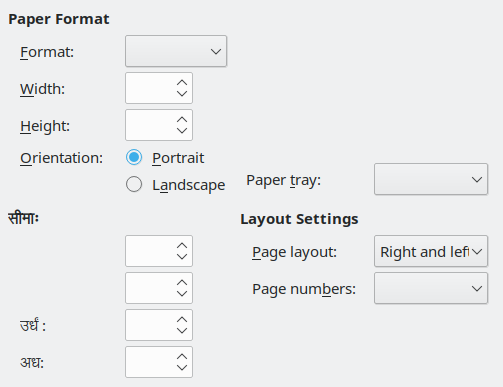 Paper Format
Format:
Width:
Height:
Orientation: Portrait
Landscape
Paper tray:
सीमाः
Layout Settings
Page layout: Right and left
Page numbers:
उर्धं :
अधः